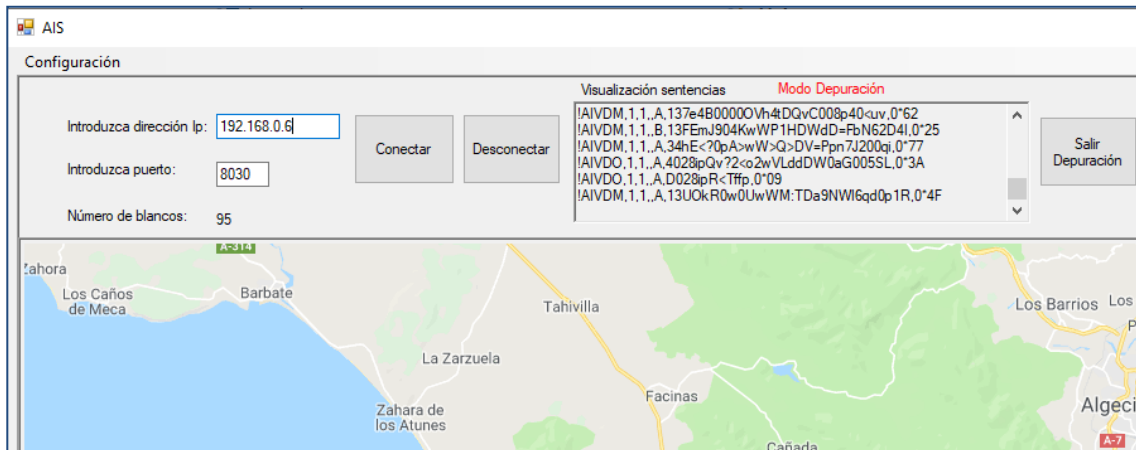 AIS
Configuración
Visualización sentencias
Modo Depuración
Introduzca dirección Ip:
192.168.0.6
Conectar
Desconectar
!AIVDM,1,1,,A,137e4B0000OVh4tDQvC008p40<uv,0*62
!AIVDM,1,1,,B,13FEmJ904KwWP1HDWdD=FbN62D4I,0*25
!AIVDM,1,1,,A,34hE<?0pA>wW>Q>DV=Ppn7J200qi,0*77
!AIVDO,1,1,,A,4028ipQv?2<o2wVLddDW0aG005SL,0*3A
!AIVDO,1,1,,A,D028ipR<Tffp,0*09
!AIVDM,1,1,,A,13UOkR0w0UwWM:TDa9NWl6qd0p1R,0*4F
Salir
Depuración
Introduzca puerto:
8030
Número de blancos:
95
A-314
Zahora
Los Caños
de Meca
Barbate
Tahivilla
Los Barrios
Los
La Zarzuela
Facinas
Zahara de
los Atunes
Algeci
A-7
Cañada